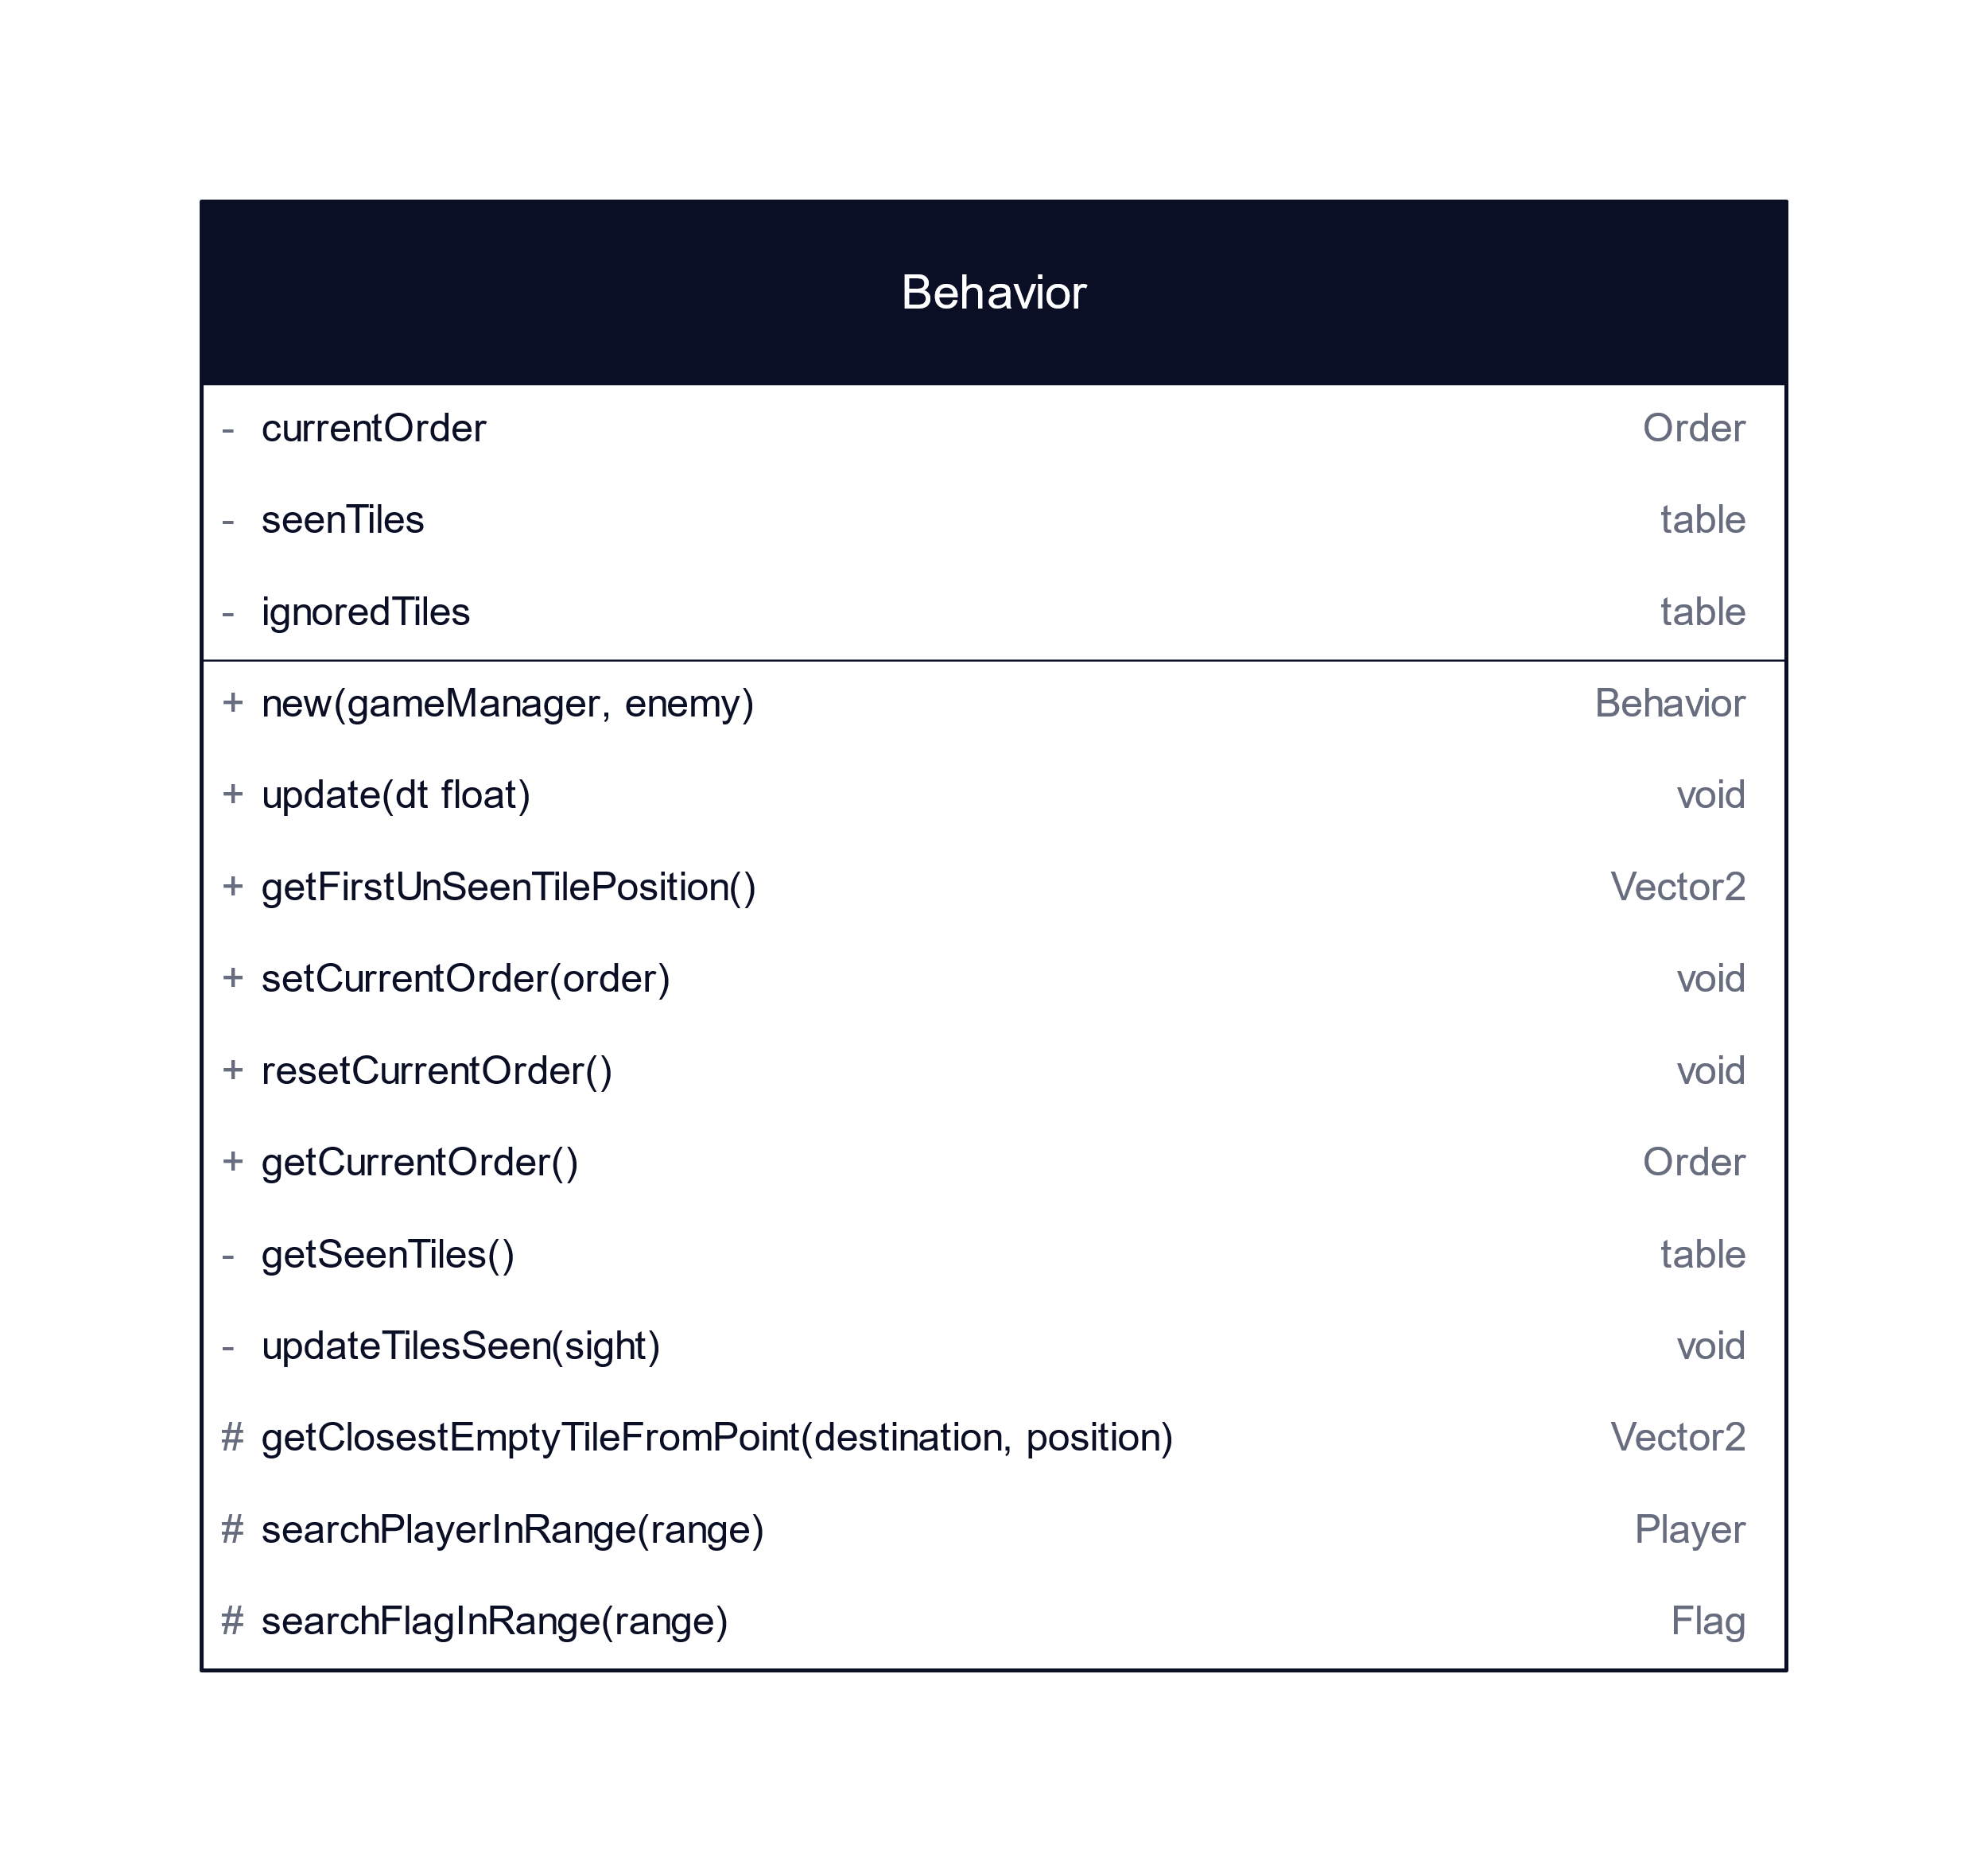 Behavior
- currentOrder Order
- seenTiles table
- ignoredTiles table
+ new(gameManager, enemy) Behavior
+ update(dt float) void
+ getFirstUnSeenTilePosition() Vector2
+ setCurrentOrder(order) void
+ resetCurrentOrder() void
+ getCurrentOrder() Order
- getSeenTiles() table
- updateTilesSeen(sight) void
# getClosestEmptyTileFromPoint(destination, position) Vector2
# searchPlayerInRange(range) Player
# searchFlagInRange(range) Flag